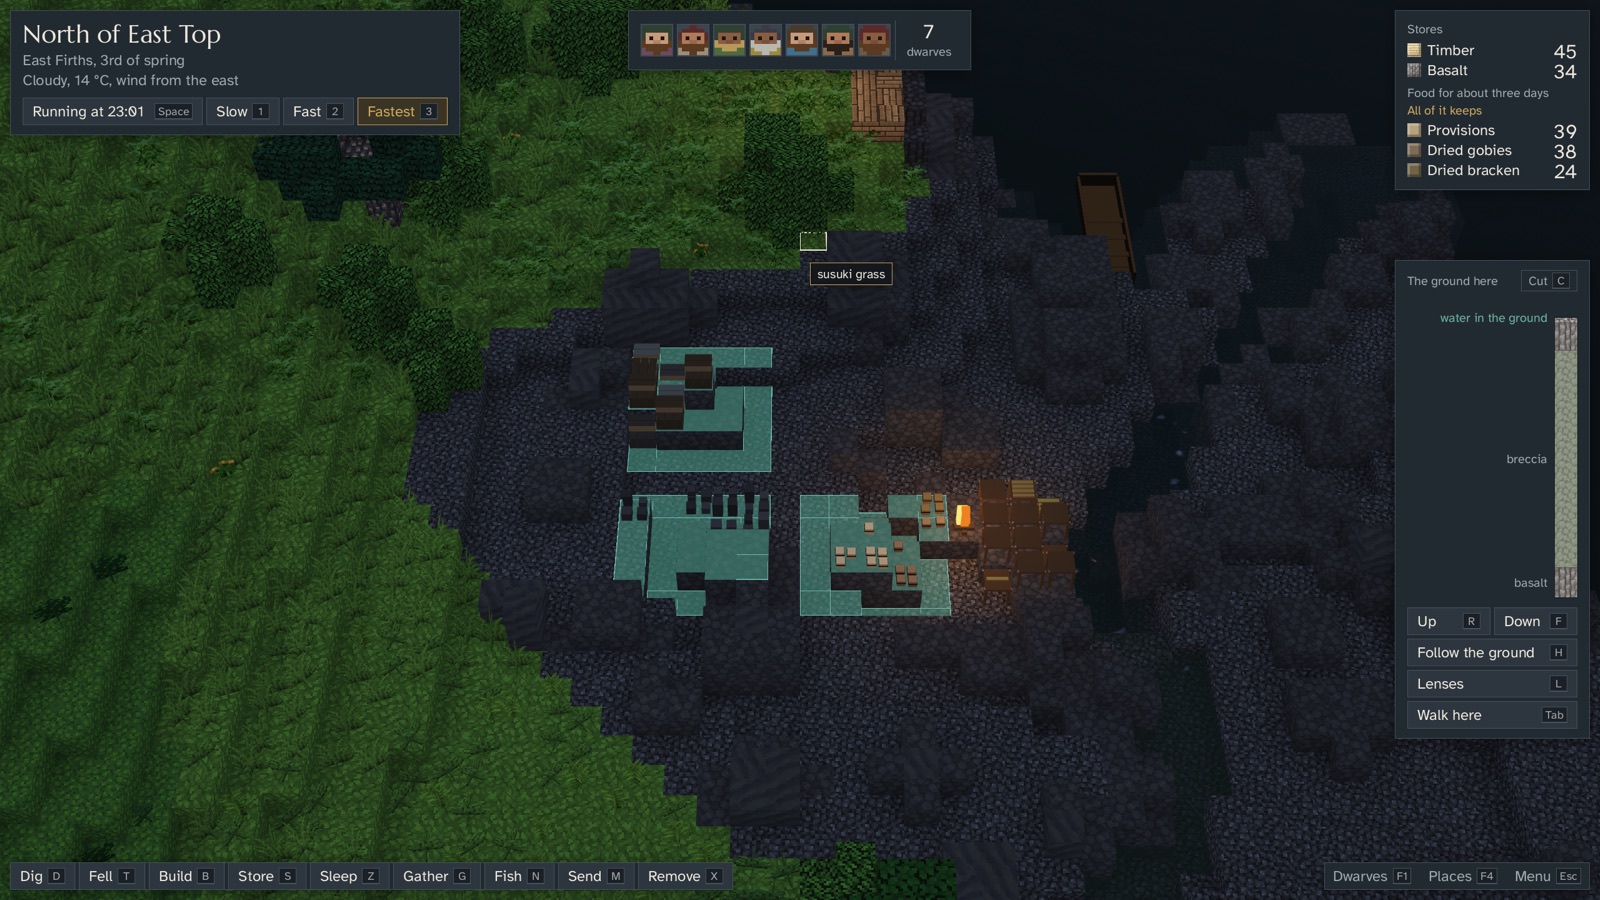 North of East Top
East Firths, 3rd of spring
Cloudy, 14 °C, wind from the east
Running at 23:01 Space
Slow 1
Fast 2
Fastest 3
7
dwarves
Stores
Timber 45
Basalt 34
Food for about three days
All of it keeps
Provisions 39
Dried gobies 38
Dried bracken 24
susuki grass
The ground here
Cut C
water in the ground
breccia
basalt
Up R
Down F
Follow the ground H
Lenses L
Walk here Tab
Dig D
Fell T
Build B
Store S
Sleep Z
Gather G
Fish N
Send M
Remove X
Dwarves F1
Places F4
Menu Esc